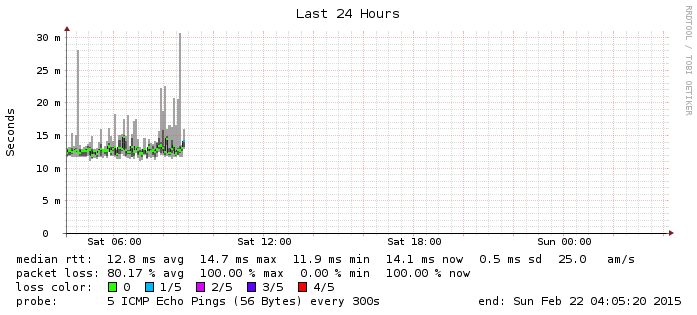 Last 24 Hours
RRDTOOL / TOBI OETIKER
Seconds
30 m
25 m
20 m
15 m
10 m
5 m
0
Sat 06:00 Sat 12:00 Sat 18:00 Sun 00:00
median rtt: 12.8 ms avg 14.7 ms max 11.9 ms min 14.1 ms now 0.5 ms sd 25.0 am/s
packet loss: 80.17 % avg 100.00 % max 0.00 % min 100.00 % now
loss color: 0 1/5 2/5 3/5 4/5
probe: 5 ICMP Echo Pings (56 Bytes) every 300s end: Sun Feb 22 04:05:20 2015